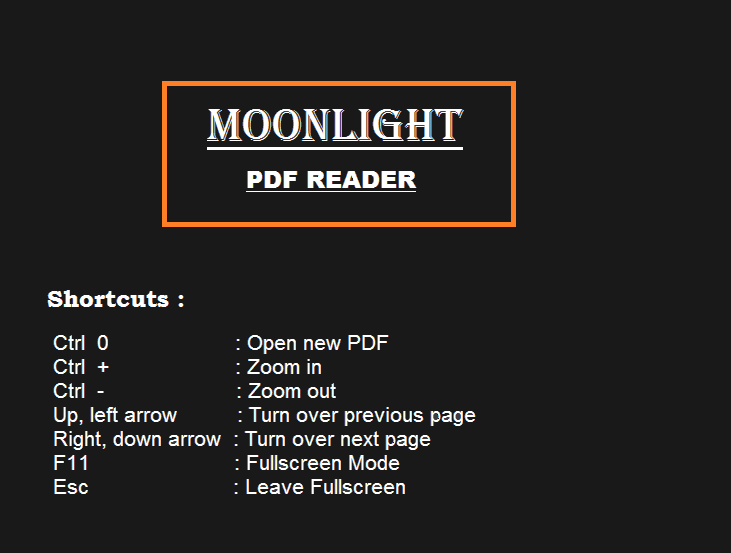 MOONLIGHT
PDF READER
Shortcuts :
Ctrl  0 : Open new PDF
Ctrl  + : Zoom in
Ctrl  - : Zoom out
Up, left arrow : Turn over previous page
Right, down arrow : Turn over next page
F11 : Fullscreen Mode
Esc : Leave Fullscreen